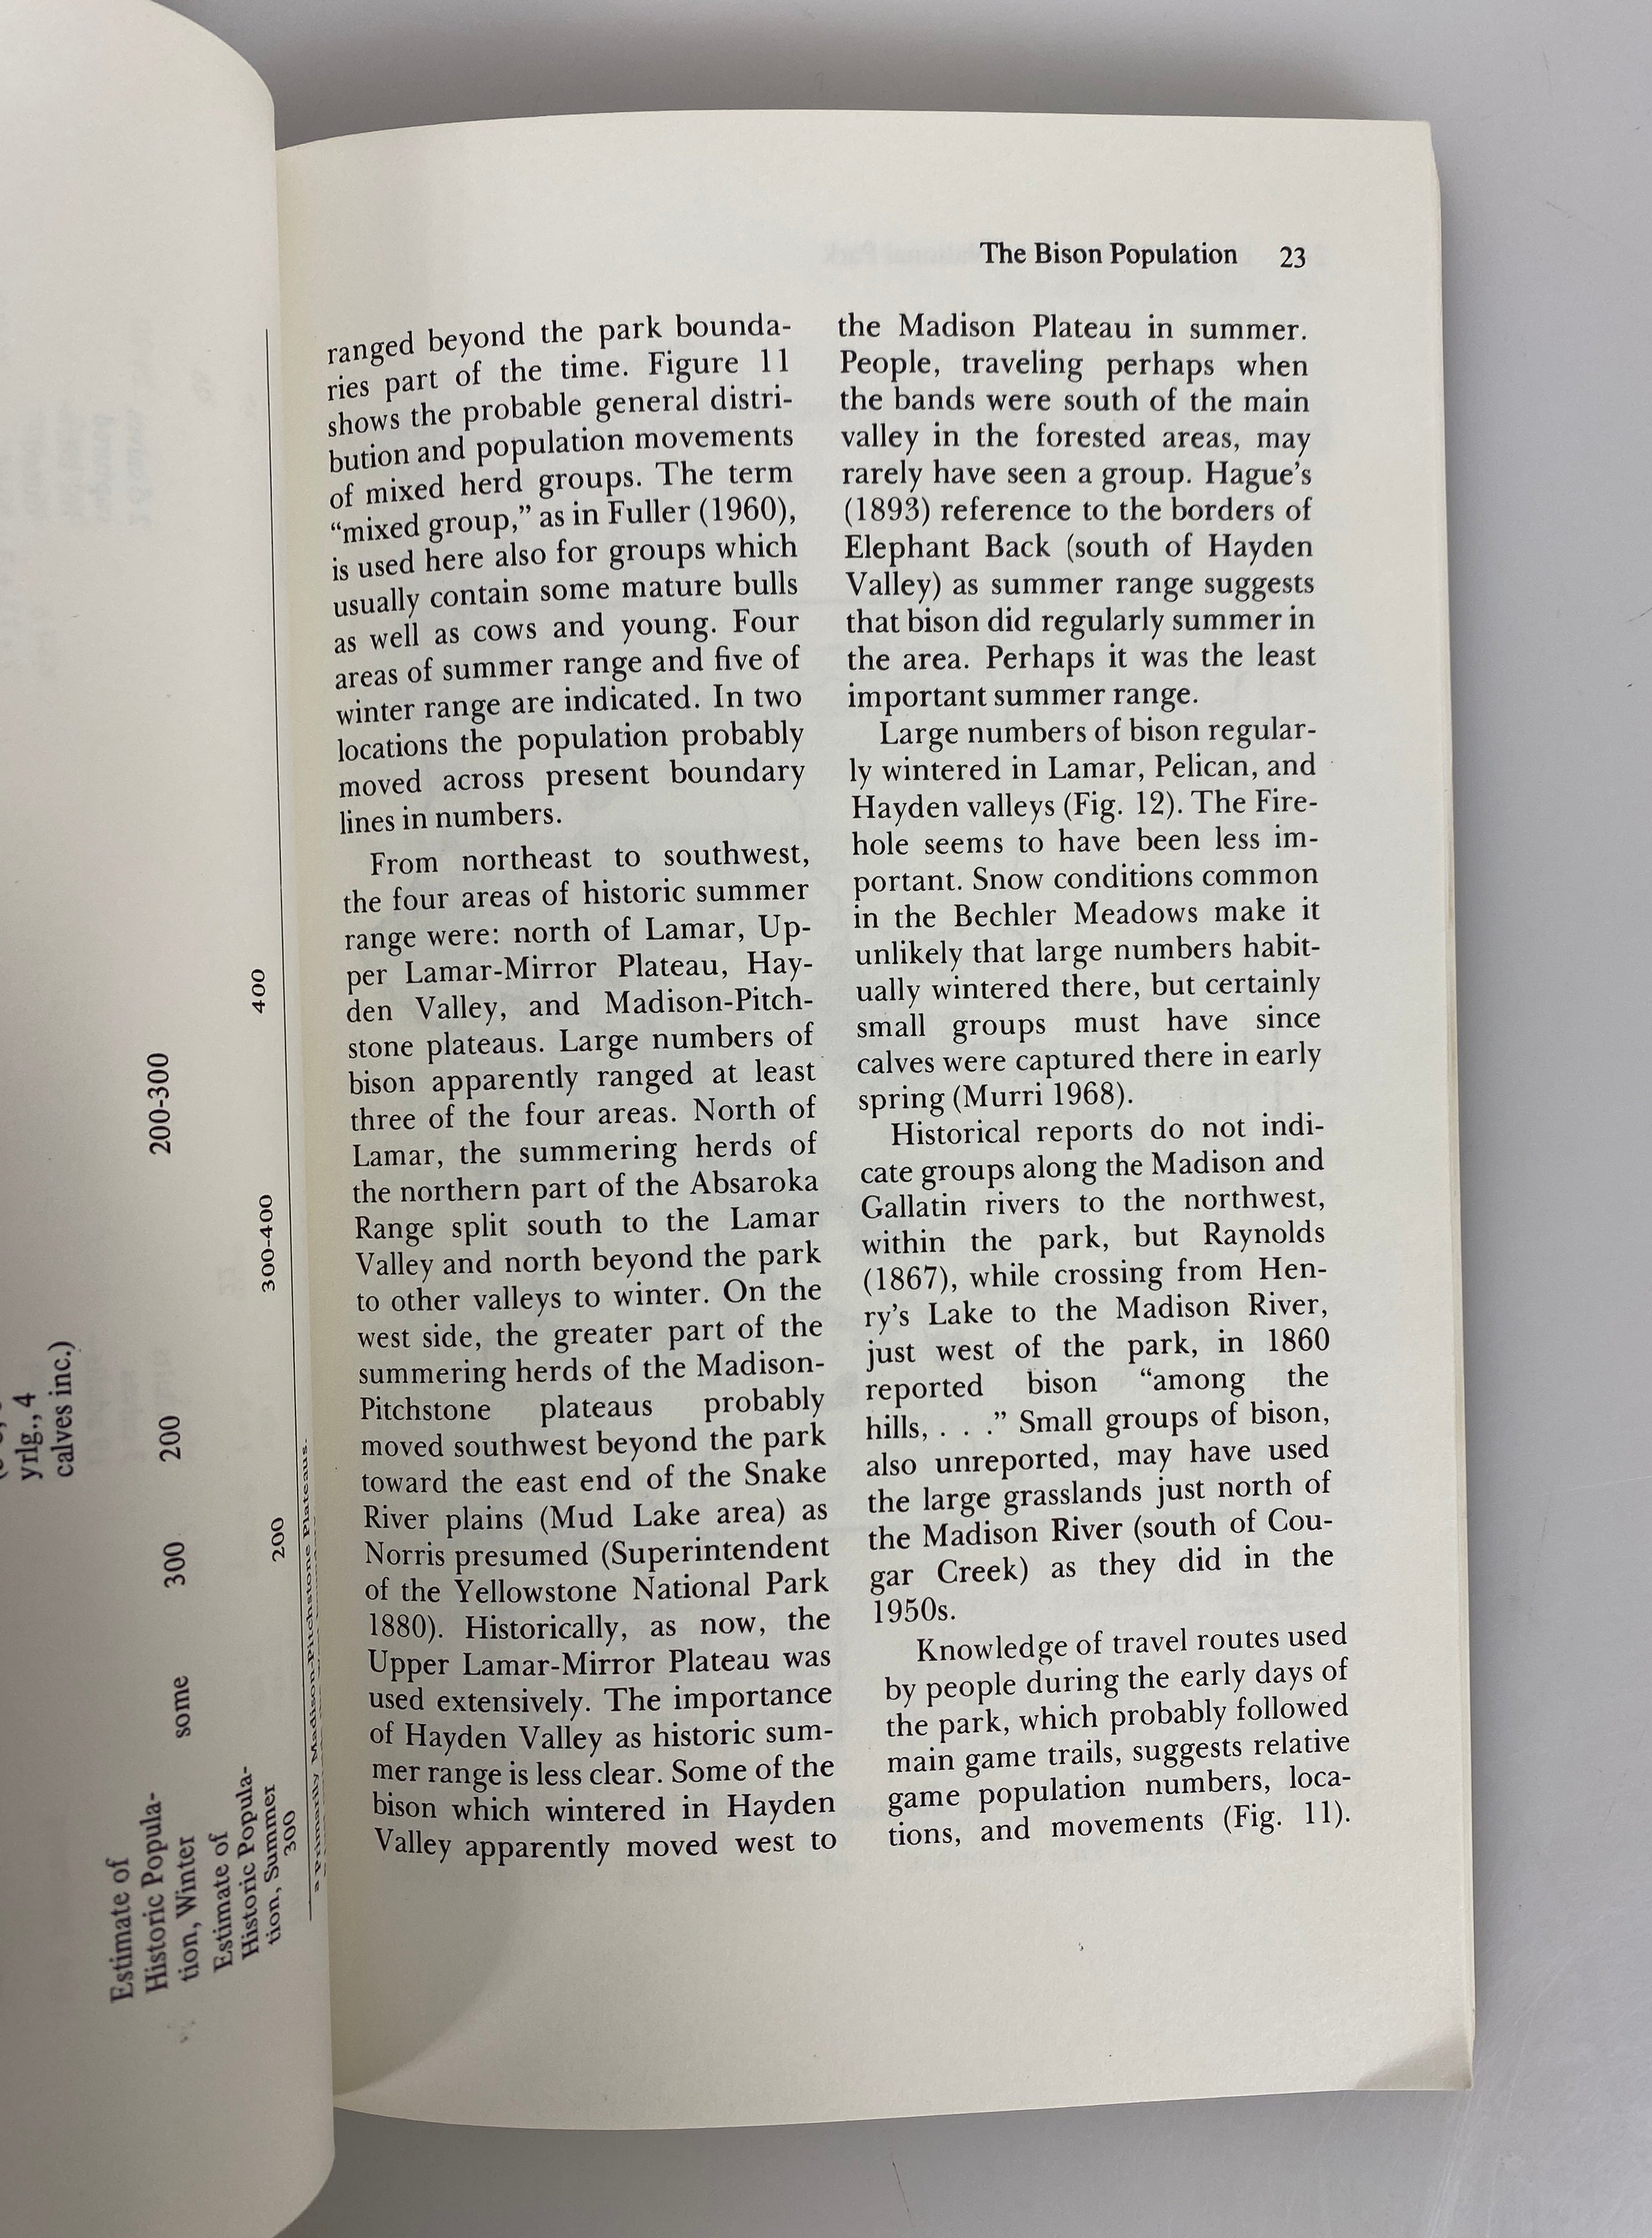 yrlg., 4
calves inc.)
Estimate of
Historic Popula-
tion, Winter
some 300 200 200-300
Estimate of
Historic Popula-
tion, Summer
300 200 300-400 400
a Primarily Madison-Pitchstone Plateaus.
The Bison Population 23
ranged beyond the park bounda-
ries part of the time. Figure 11
shows the probable general distri-
bution and population movements
of mixed herd groups. The term
“mixed group,” as in Fuller (1960),
is used here also for groups which
usually contain some mature bulls
as well as cows and young. Four
areas of summer range and five of
winter range are indicated. In two
locations the population probably
moved across present boundary
lines in numbers.
From northeast to southwest,
the four areas of historic summer
range were: north of Lamar, Up-
per Lamar-Mirror Plateau, Hay-
den Valley, and Madison-Pitch-
stone plateaus. Large numbers of
bison apparently ranged at least
three of the four areas. North of
Lamar, the summering herds of
the northern part of the Absaroka
Range split south to the Lamar
Valley and north beyond the park
to other valleys to winter. On the
west side, the greater part of the
summering herds of the Madison-
Pitchstone plateaus probably
moved southwest beyond the park
toward the east end of the Snake
River plains (Mud Lake area) as
Norris presumed (Superintendent
of the Yellowstone National Park
1880). Historically, as now, the
Upper Lamar-Mirror Plateau was
used extensively. The importance
of Hayden Valley as historic sum-
mer range is less clear. Some of the
bison which wintered in Hayden
Valley apparently moved west to
the Madison Plateau in summer.
People, traveling perhaps when
the bands were south of the main
valley in the forested areas, may
rarely have seen a group. Hague’s
(1893) reference to the borders of
Elephant Back (south of Hayden
Valley) as summer range suggests
that bison did regularly summer in
the area. Perhaps it was the least
important summer range.
Large numbers of bison regular-
ly wintered in Lamar, Pelican, and
Hayden valleys (Fig. 12). The Fire-
hole seems to have been less im-
portant. Snow conditions common
in the Bechler Meadows make it
unlikely that large numbers habit-
ually wintered there, but certainly
small groups must have since
calves were captured there in early
spring (Murri 1968).
Historical reports do not indi-
cate groups along the Madison and
Gallatin rivers to the northwest,
within the park, but Raynolds
(1867), while crossing from Hen-
ry’s Lake to the Madison River,
just west of the park, in 1860
reported bison “among the
hills, . . .” Small groups of bison,
also unreported, may have used
the large grasslands just north of
the Madison River (south of Cou-
gar Creek) as they did in the
1950s.
Knowledge of travel routes used
by people during the early days of
the park, which probably followed
main game trails, suggests relative
game population numbers, loca-
tions, and movements (Fig. 11).